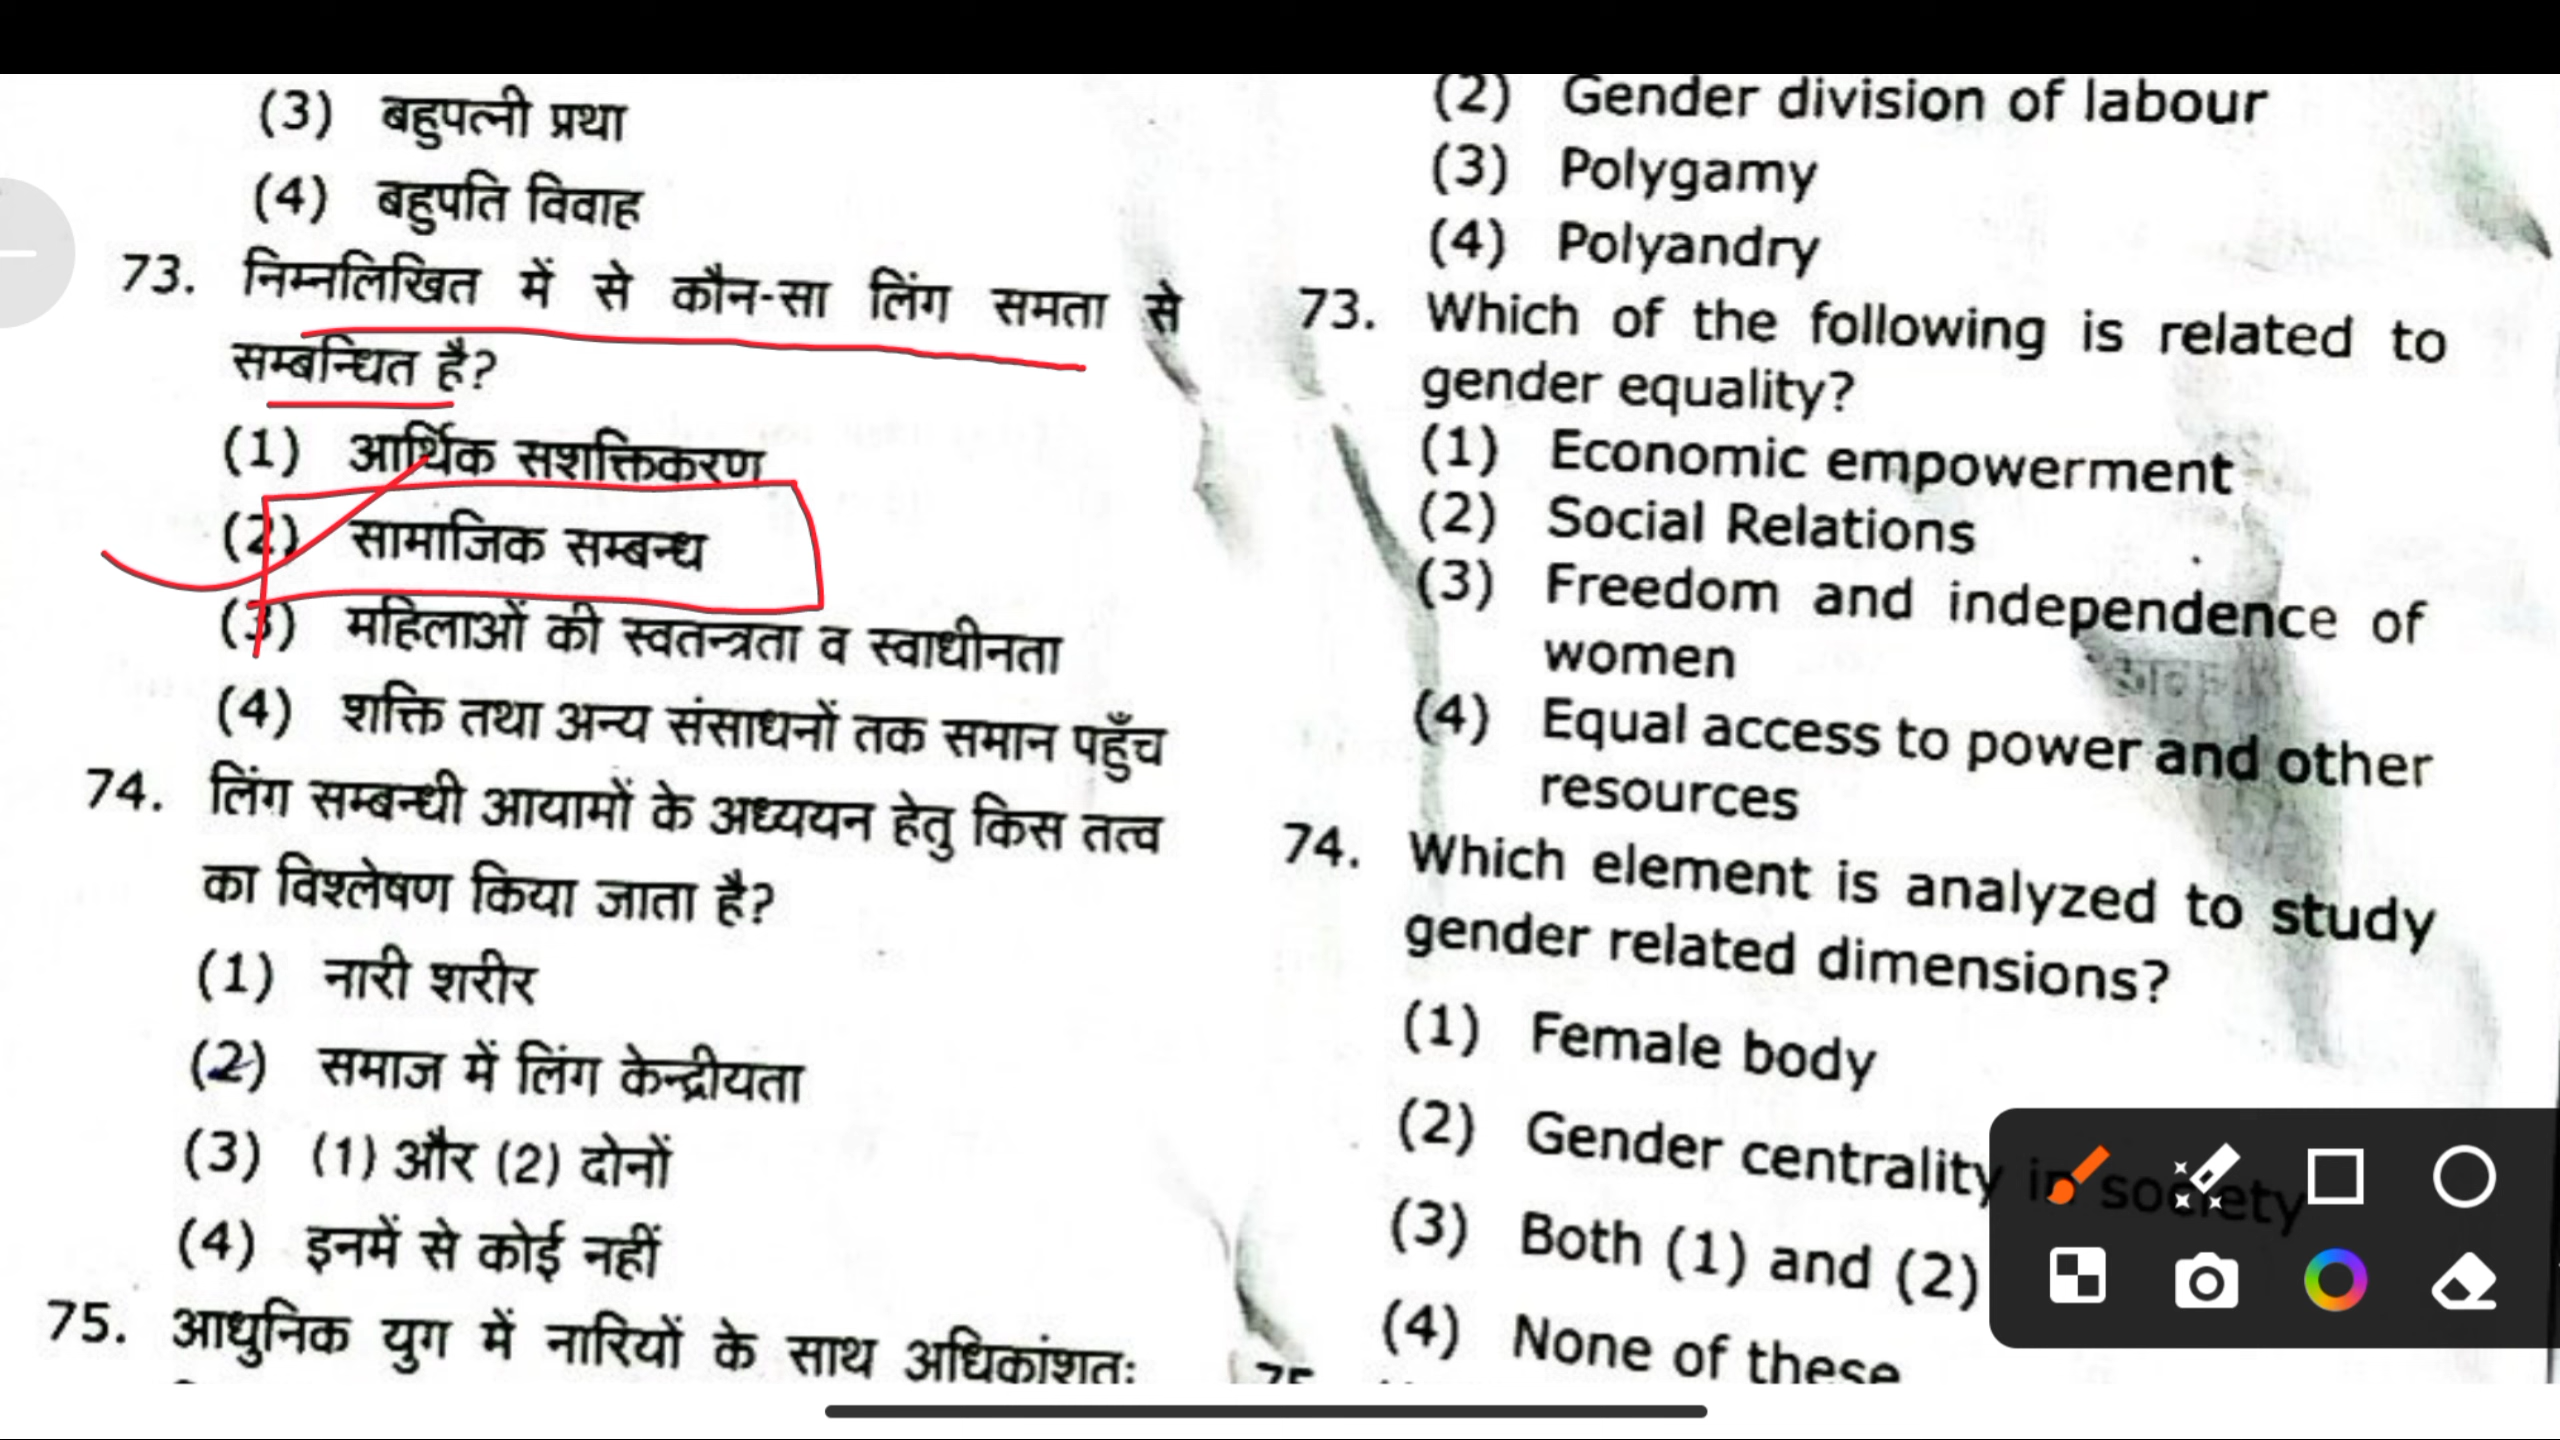 (3) बहुपत्नी प्रथा
(4) बहुपति विवाह
73. निम्नलिखित में से कौन-सा लिंग समता से
सम्बन्धित है?
(1) आर्थिक सशक्तिकरण
(2) सामाजिक सम्बन्ध
(3) महिलाओं की स्वतन्त्रता व स्वाधीनता
(4) शक्ति तथा अन्य संसाधनों तक समान पहुँच
74. लिंग सम्बन्धी आयामों के अध्ययन हेतु किस तत्व
का विश्लेषण किया जाता है?
(1) नारी शरीर
(2) समाज में लिंग केन्द्रीयता
(3) (1) और (2) दोनों
(4) इनमें से कोई नहीं
75. आधुनिक युग में नारियों के साथ अधिकांशतः
(2) Gender division of labour
(3) Polygamy
(4) Polyandry
73. Which of the following is related to
gender equality?
(1) Economic empowerment
(2) Social Relations
(3) Freedom and independence of
women
(4) Equal access to power and other
resources
74. Which element is analyzed to study
gender related dimensions?
(1) Female body
(2) Gender centrality in society
(3) Both (1) and (2)
(4) None of these